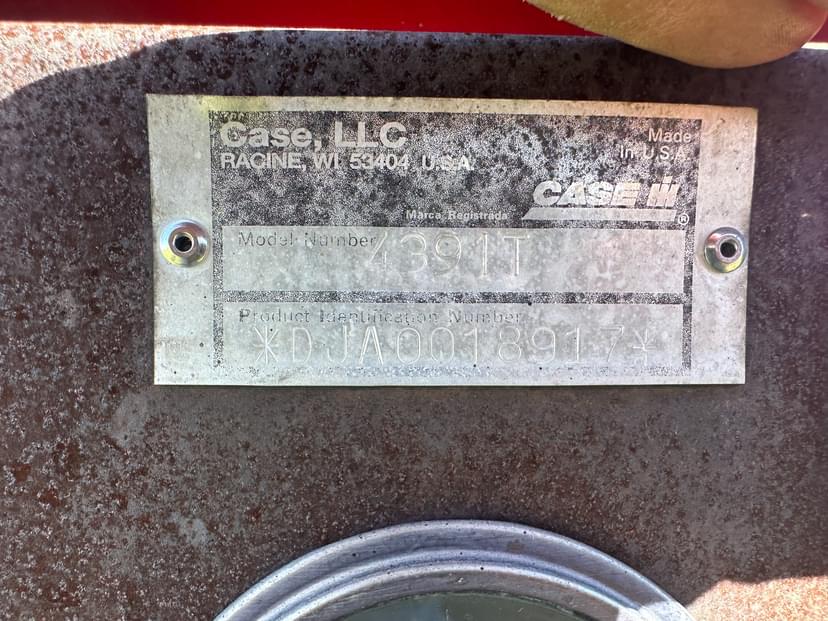 Case, LLC
RACINE, WI 53404 U.S.A.
Made
In U.S.A.
CASE IH
®
Marca Registrada
Model Number
4391T
Product Identification Number
*DJA0018917*